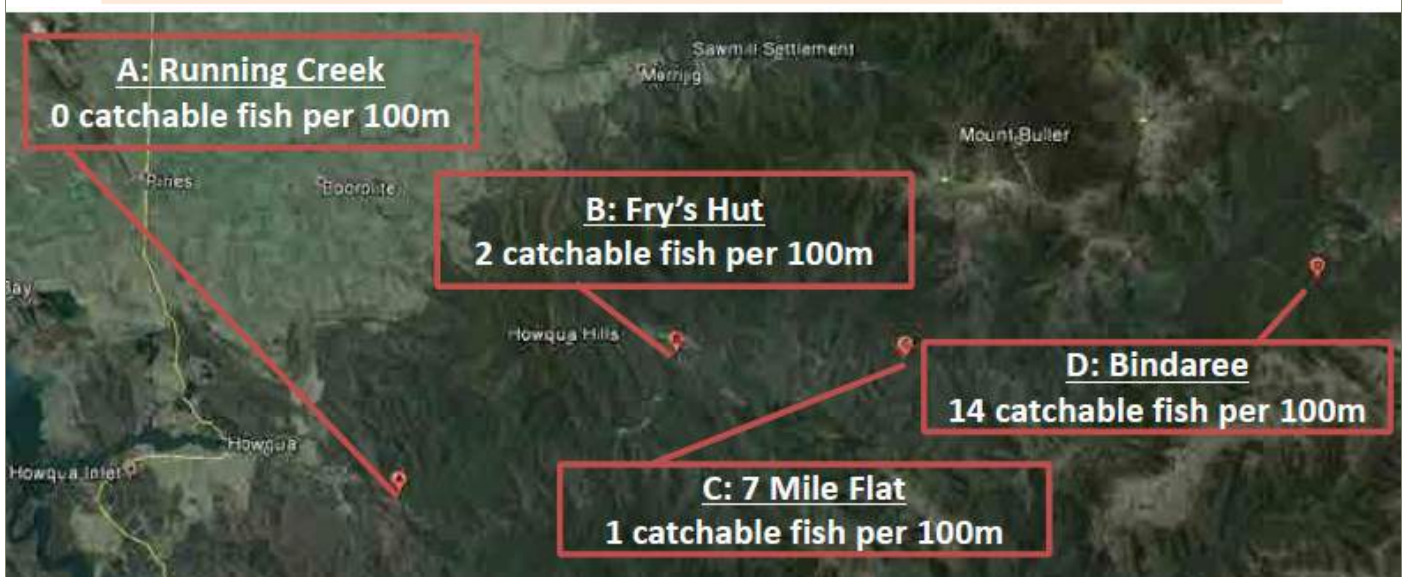 Sawmill Settlement
A: Running Creek
0 catchable fish per 100m
Merrijig
Mount Buller
Pines
Booroolite
B: Fry's Hut
2 catchable fish per 100m
Bay
Howqua Hills
D: Bindaree
14 catchable fish per 100m
Howqua
Howqua Inlet
C: 7 Mile Flat
1 catchable fish per 100m